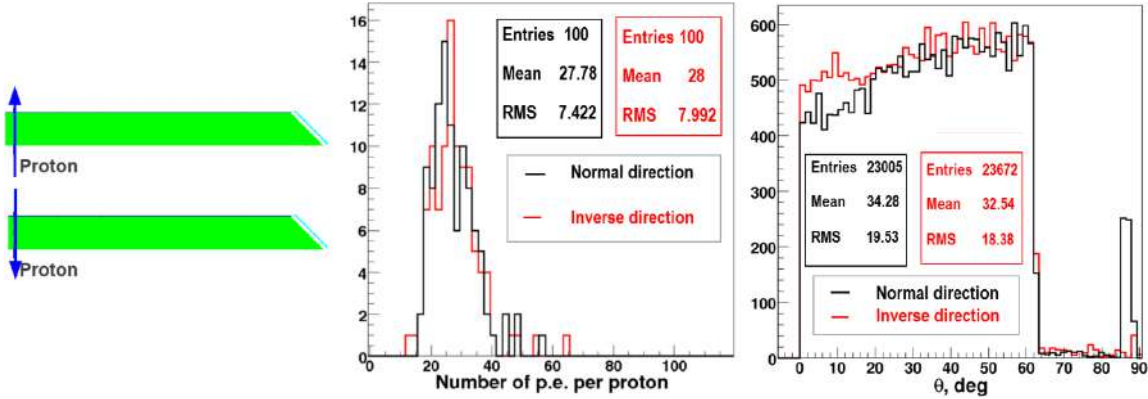 Proton
Proton
16
14
12
10
8
6
4
2
0
Entries 100
Mean 27.78
RMS 7.422
Entries 100
Mean 28
RMS 7.992
Normal direction
Inverse direction
20 40 60 80 100
Number of p.e. per proton
600
500
400
300
200
100
0
Entries 23005
Mean 34.28
RMS 19.53
Entries 23672
Mean 32.54
RMS 18.38
Normal direction
Inverse direction
0 10 20 30 40 50 60 70 80 90
θ, deg